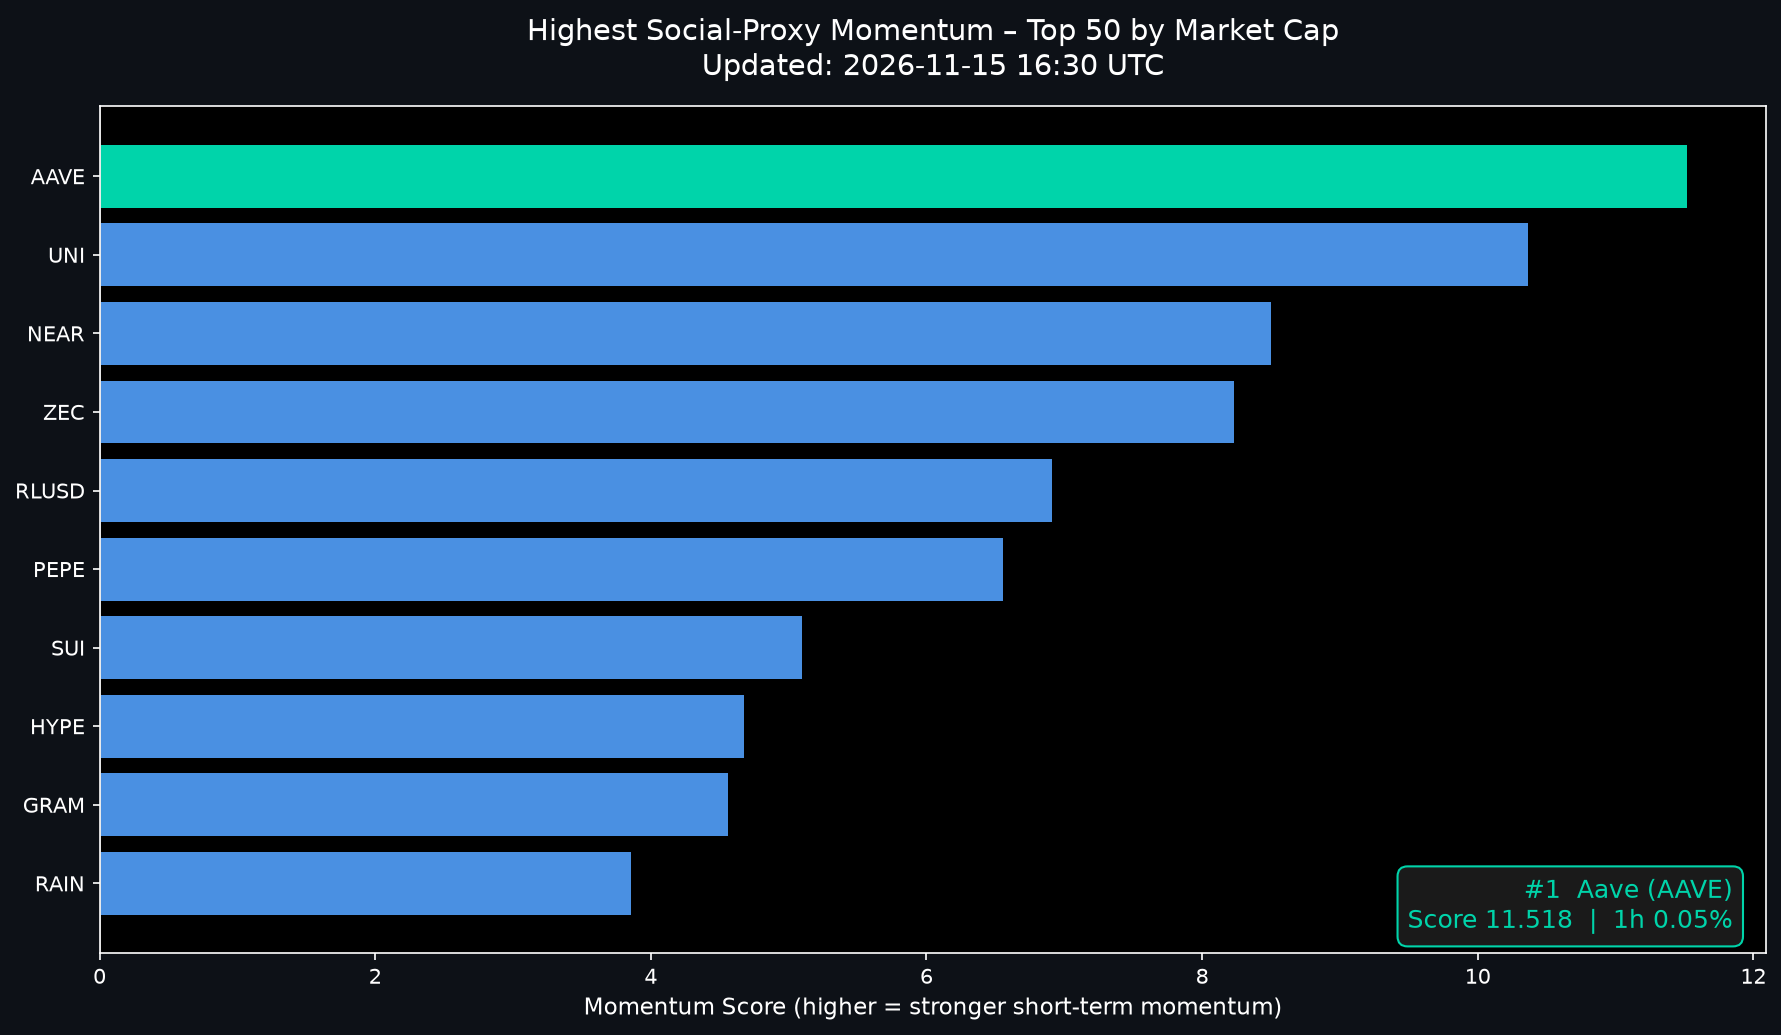 Highest Social-Proxy Momentum – Top 50 by Market Cap
Updated: 2026-11-15 16:30 UTC
AAVE
UNI
NEAR
ZEC
RLUSD
PEPE
SUI
HYPE
GRAM
RAIN
#1  Aave (AAVE)
Score 11.518  |  1h 0.05%
0 2 4 6 8 10 12
Momentum Score (higher = stronger short-term momentum)